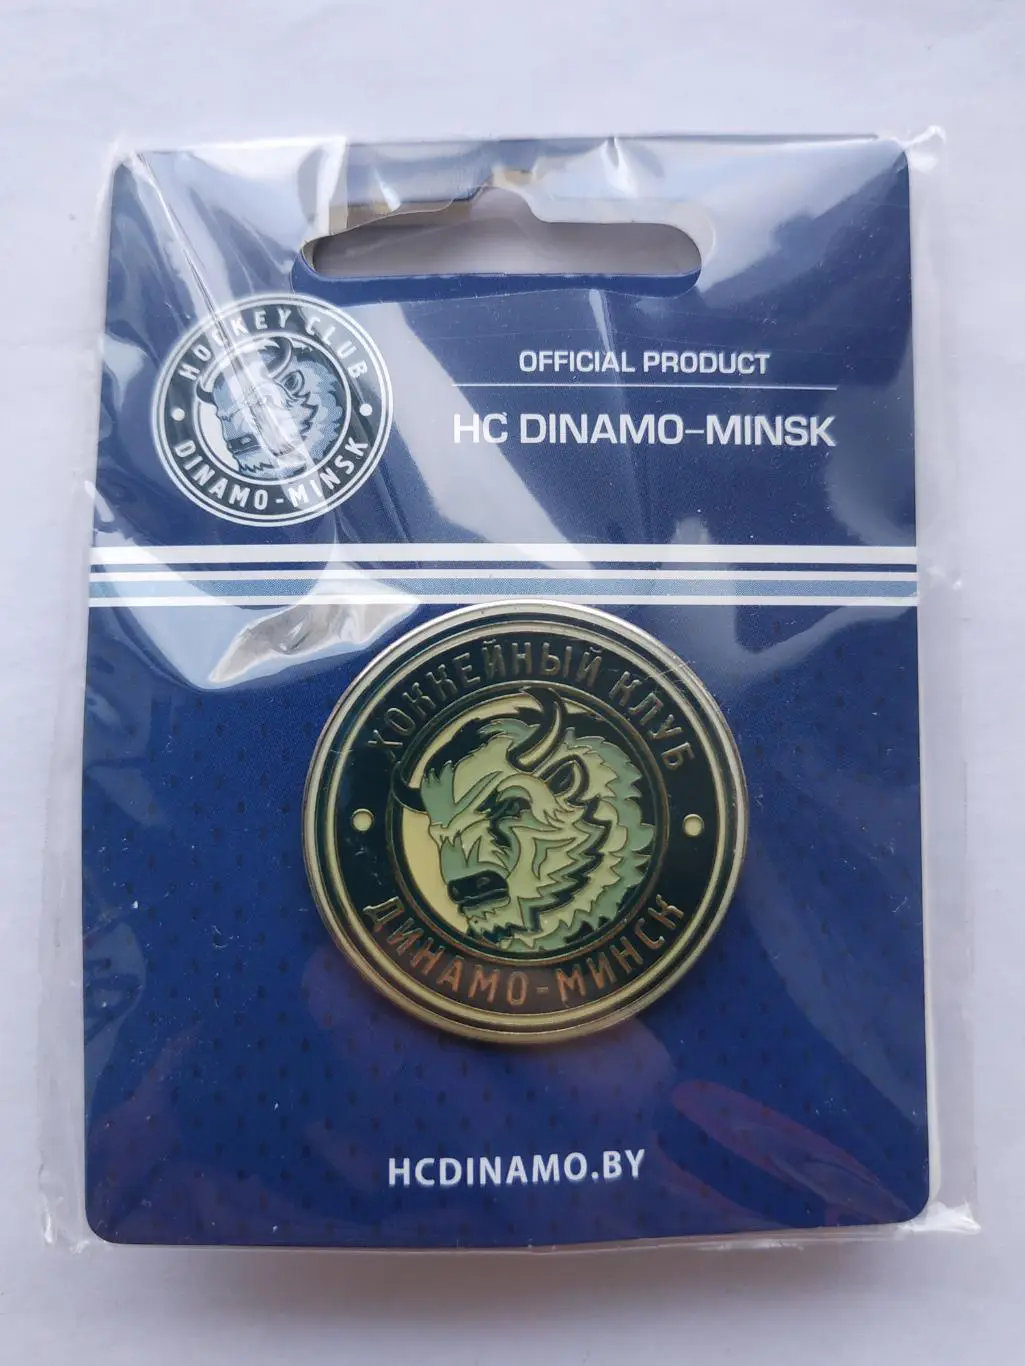 HOCKEY CLUB
DINAMO-MINSK
OFFICIAL PRODUCT
HC DINAMO-MINSK
ХОККЕЙНЫЙ КЛУБ
ДИНАМО-МИНСК
HCDINAMO.BY